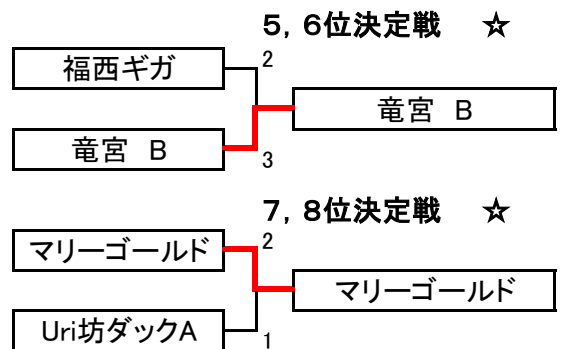 5，6位決定戦　☆
福西ギガ
2
竜宮　B
竜宮　B
3
7，8位決定戦　☆
マリーゴールド
2
マリーゴールド
Uri坊ダックA
1